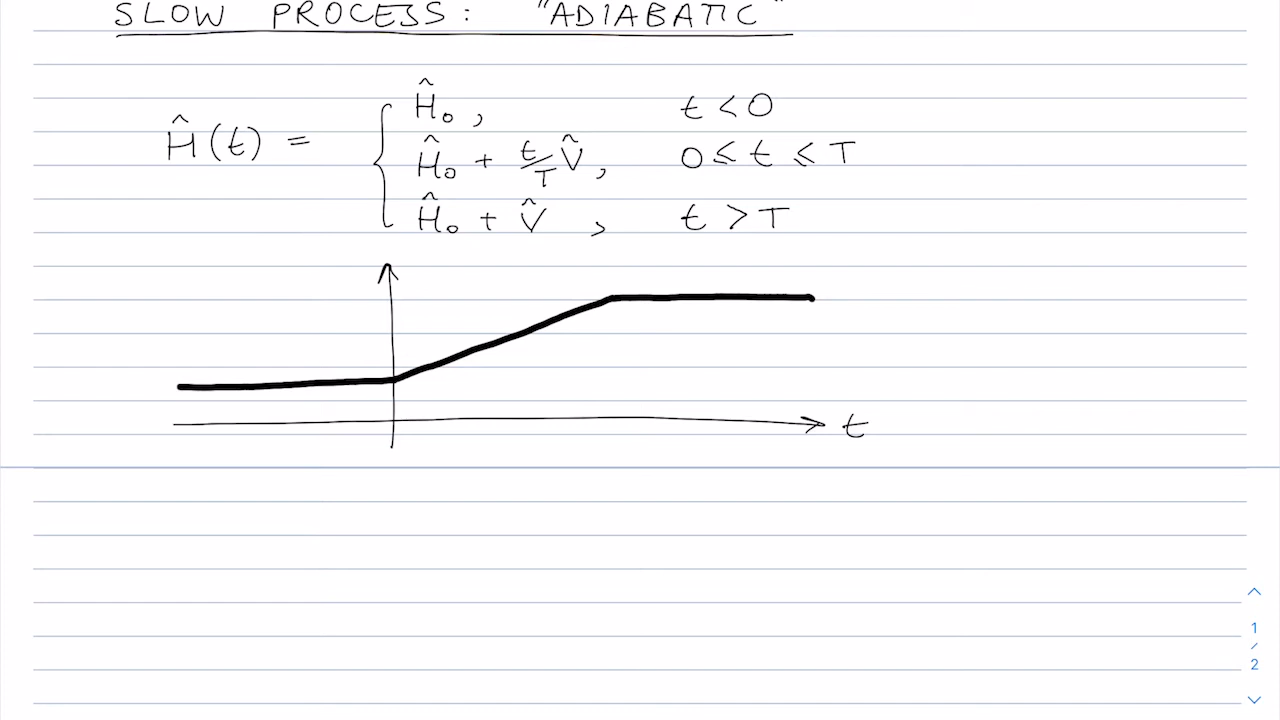 SLOW PROCESS: "ADIABATIC"
Ĥ(t) = { Ĥ₀, t < 0
Ĥ₀ + t/T V̂, 0 ≤ t ≤ T
Ĥ₀ + V̂, t > T
t
1
/
2